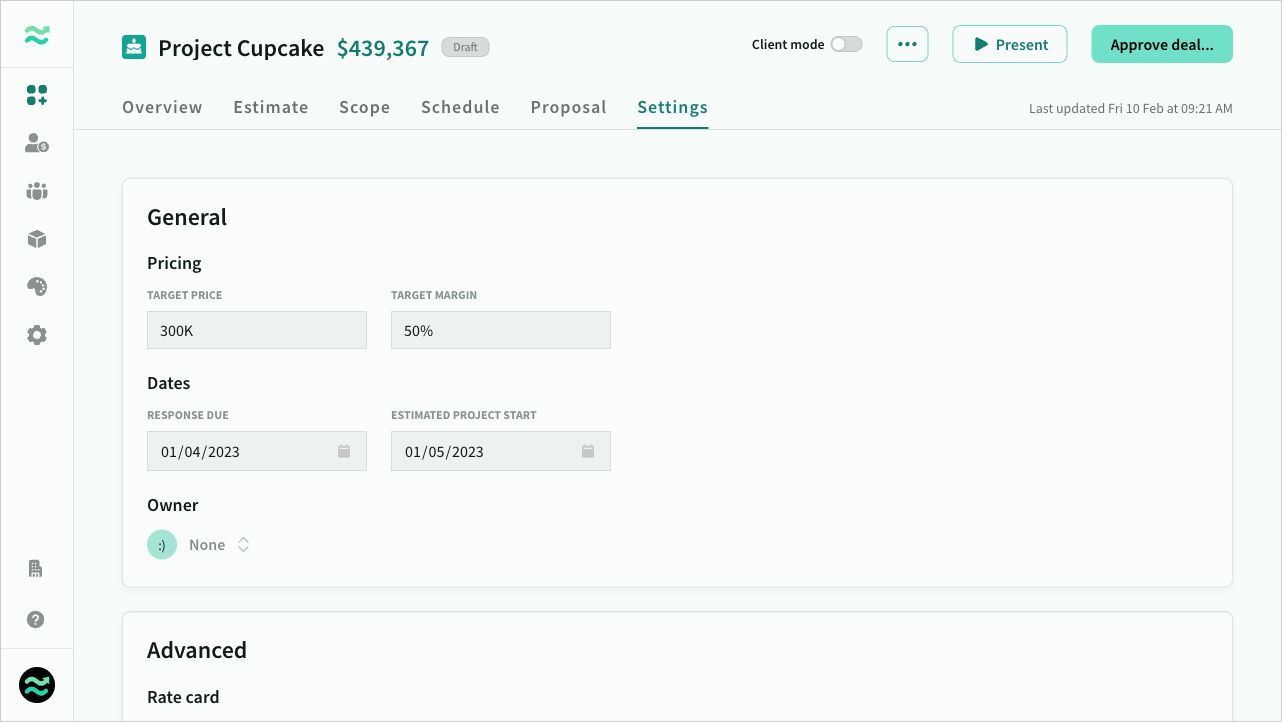 Project Cupcake $439,367 Draft
Client mode ••• Present Approve deal...
Overview Estimate Scope Schedule Proposal Settings
Last updated Fri 10 Feb at 09:21 AM
General
Pricing
TARGET PRICE TARGET MARGIN
300K 50%
Dates
RESPONSE DUE ESTIMATED PROJECT START
01/04/2023 01/05/2023
Owner
:) None
Advanced
Rate card